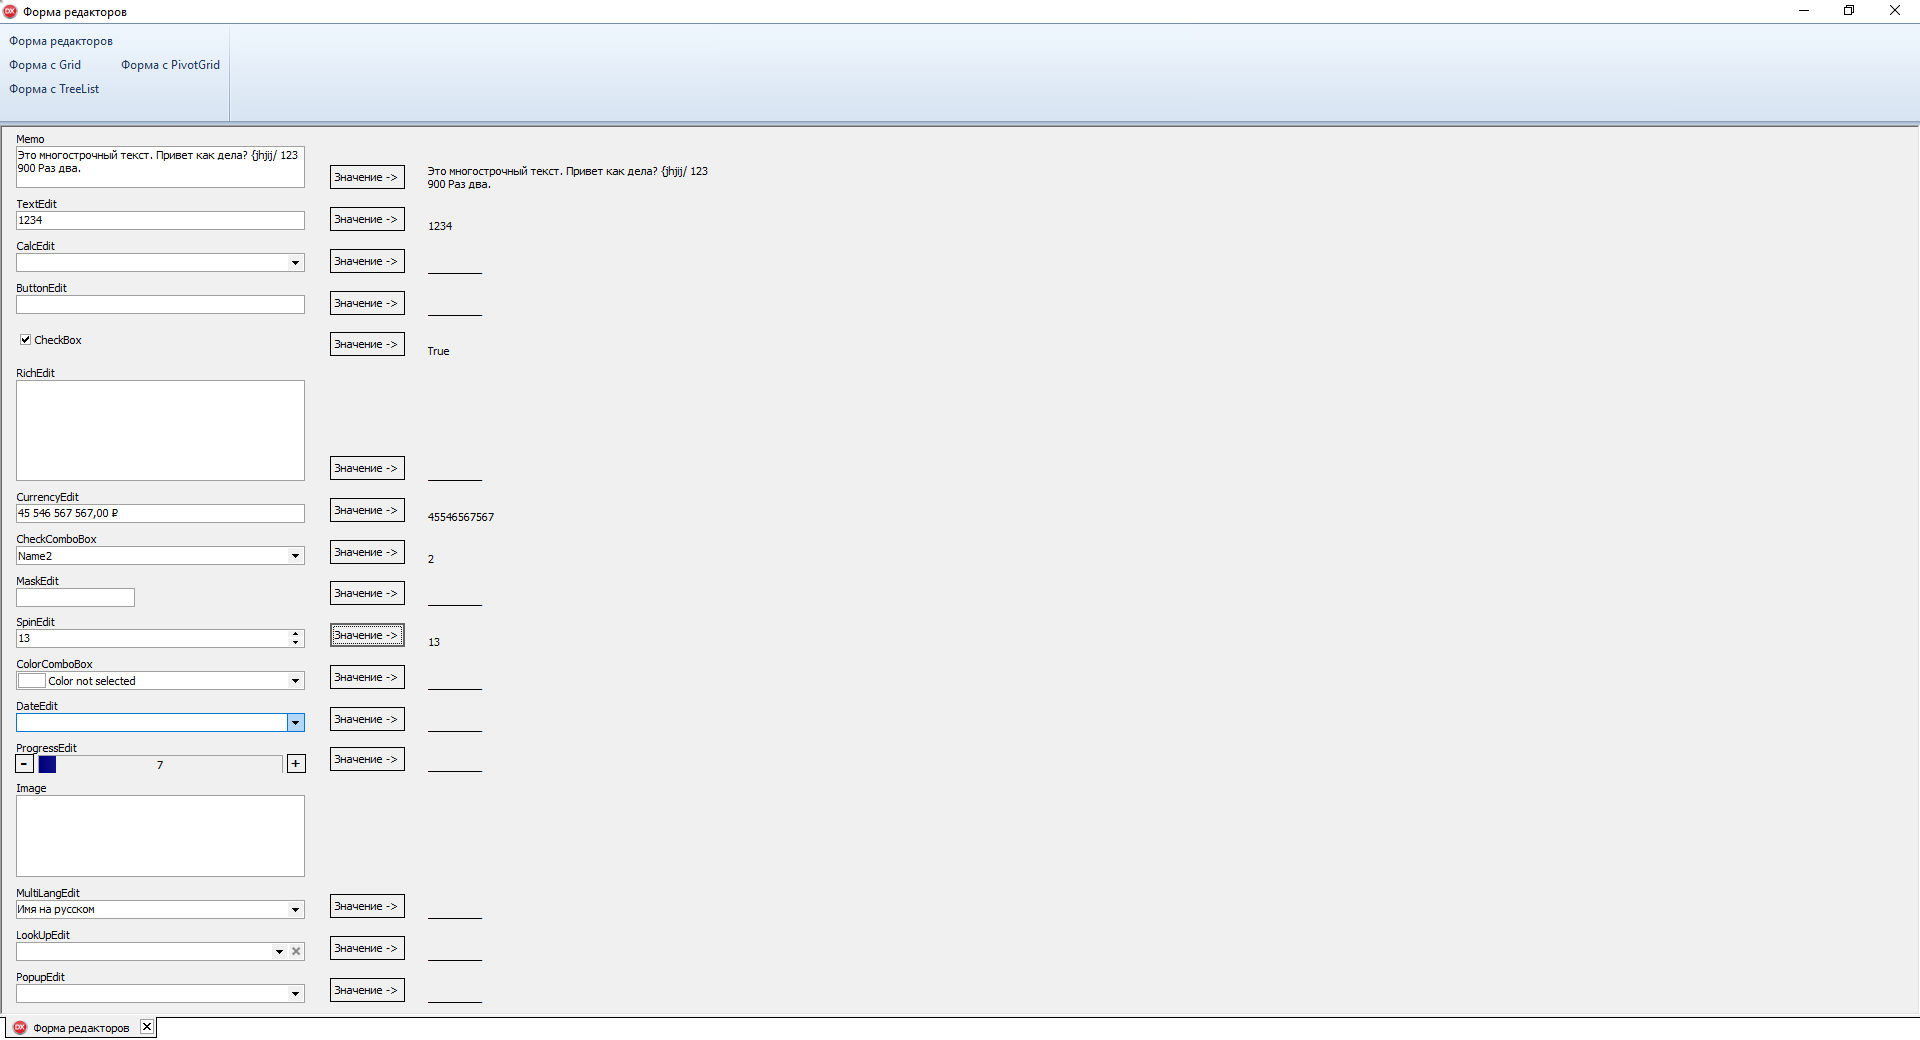 Форма редакторов
Форма редакторов
Форма с Grid Форма с PivotGrid
Форма с TreeList
Memo
Это многострочный текст. Привет как дела? {jhjij/ 123
900 Раз два.
Значение ->
Это многострочный текст. Привет как дела? {jhjij/ 123
900 Раз два.
TextEdit
1234
Значение ->
1234
CalcEdit
Значение ->
ButtonEdit
Значение ->
CheckBox
Значение ->
True
RichEdit
Значение ->
CurrencyEdit
45 546 567 567,00 ₽
Значение ->
45546567567
CheckComboBox
Name2
Значение ->
2
MaskEdit
Значение ->
SpinEdit
13
Значение ->
13
ColorComboBox
Color not selected
Значение ->
DateEdit
Значение ->
ProgressEdit
- 7 +
Значение ->
Image
MultiLangEdit
Имя на русском
Значение ->
LookUpEdit
Значение ->
PopupEdit
Значение ->
DX Форма редакторов